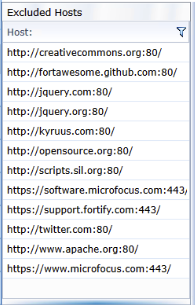 Excluded Hosts
Host:
http://creativecommons.org:80/
http://fortawesome.github.com:80/
http://jquery.com:80/
http://jquery.org:80/
http://kyruus.com:80/
http://opensource.org:80/
http://scripts.sil.org:80/
https://software.microfocus.com:443/
https://support.fortify.com:443/
http://twitter.com:80/
http://www.apache.org:80/
https://www.microfocus.com:443/